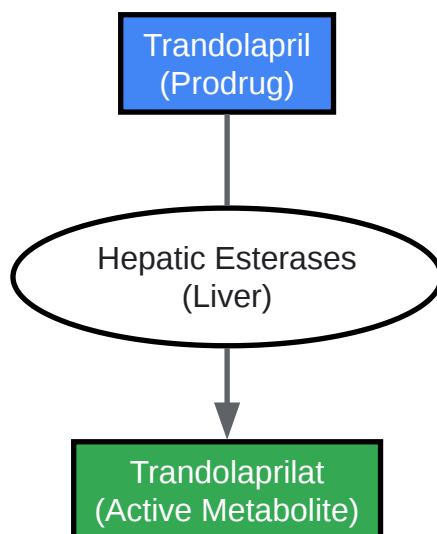 Trandolapril
(Prodrug)
Hepatic Esterases
(Liver)
Trandolaprilat
(Active Metabolite)